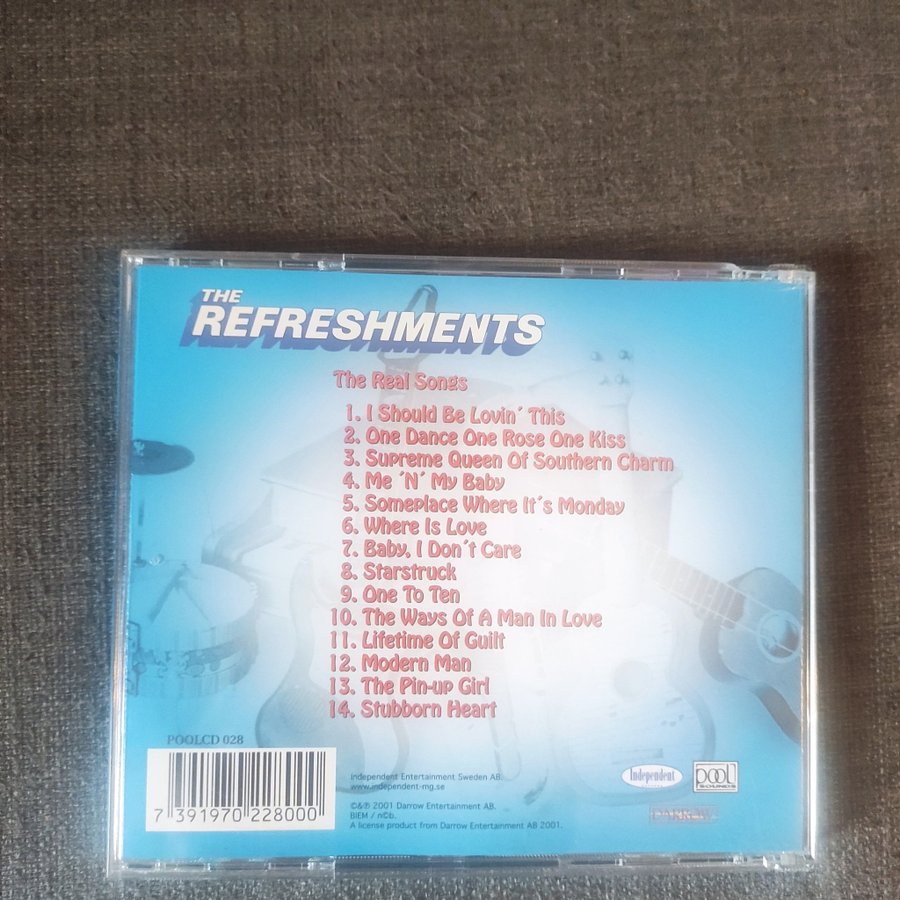 THE
REFRESHMENTS
The Real Songs
1. I Should Be Lovin´ This
2. One Dance One Rose One Kiss
3. Supreme Queen Of Southern Charm
4. Me ´N´ My Baby
5. Someplace Where It´s Monday
6. Where Is Love
7. Baby, I Don´t Care
8. Starstruck
9. One To Ten
10. The Ways Of A Man In Love
11. Lifetime Of Guilt
12. Modern Man
13. The Pin-up Girl
14. Stubborn Heart
POOLCD 028
7 391970 228000
Independent Entertainment Sweden AB.
www.independent-mg.se
©&℗ 2001 Darrow Entertainment AB.
BIEM / n©b.
A license product from Darrow Entertainment AB 2001.
Independent
pool
SOUNDS
DARROW